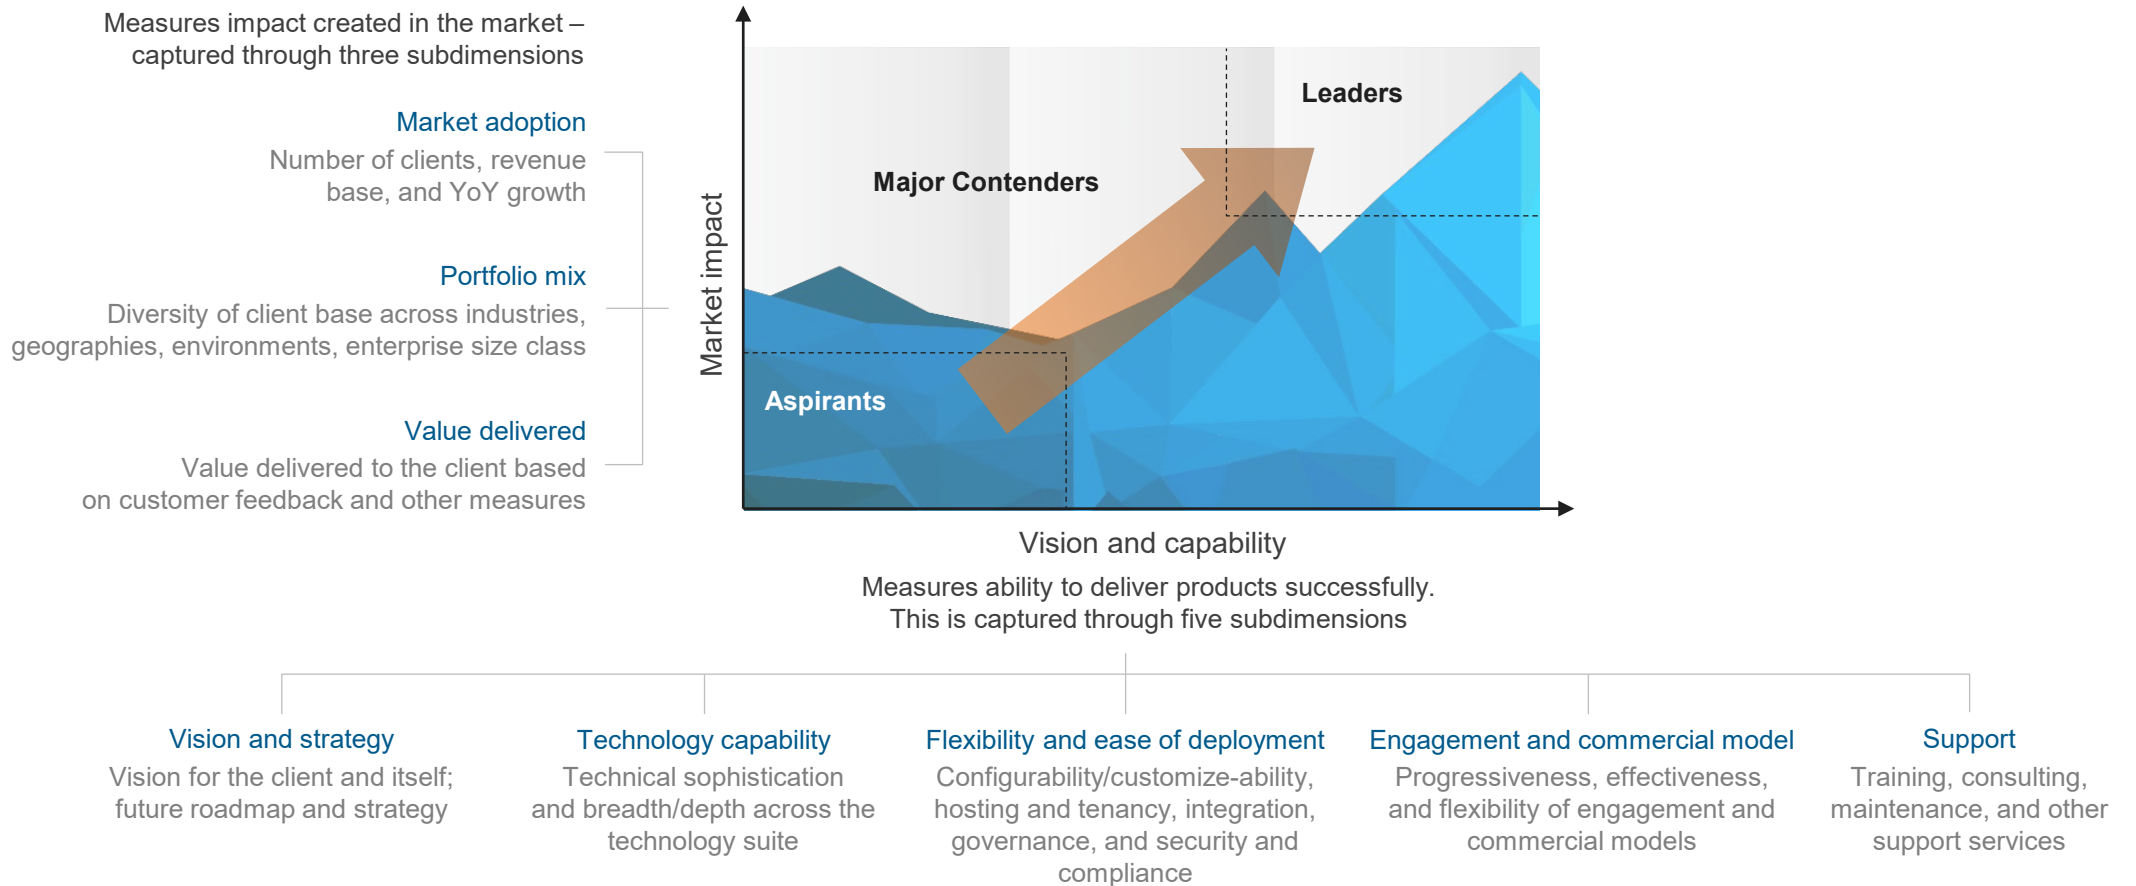 Measures impact created in the market –
captured through three subdimensions
Market adoption
Number of clients, revenue
base, and YoY growth
Portfolio mix
Diversity of client base across industries,
geographies, environments, enterprise size class
Value delivered
Value delivered to the client based
on customer feedback and other measures
Market impact
Leaders
Major Contenders
Aspirants
Vision and capability
Measures ability to deliver products successfully.
This is captured through five subdimensions
Vision and strategy
Vision for the client and itself;
future roadmap and strategy
Technology capability
Technical sophistication
and breadth/depth across the
technology suite
Flexibility and ease of deployment
Configurability/customize-ability,
hosting and tenancy, integration,
governance, and security and
compliance
Engagement and commercial model
Progressiveness, effectiveness,
and flexibility of engagement and
commercial models
Support
Training, consulting,
maintenance, and other
support services